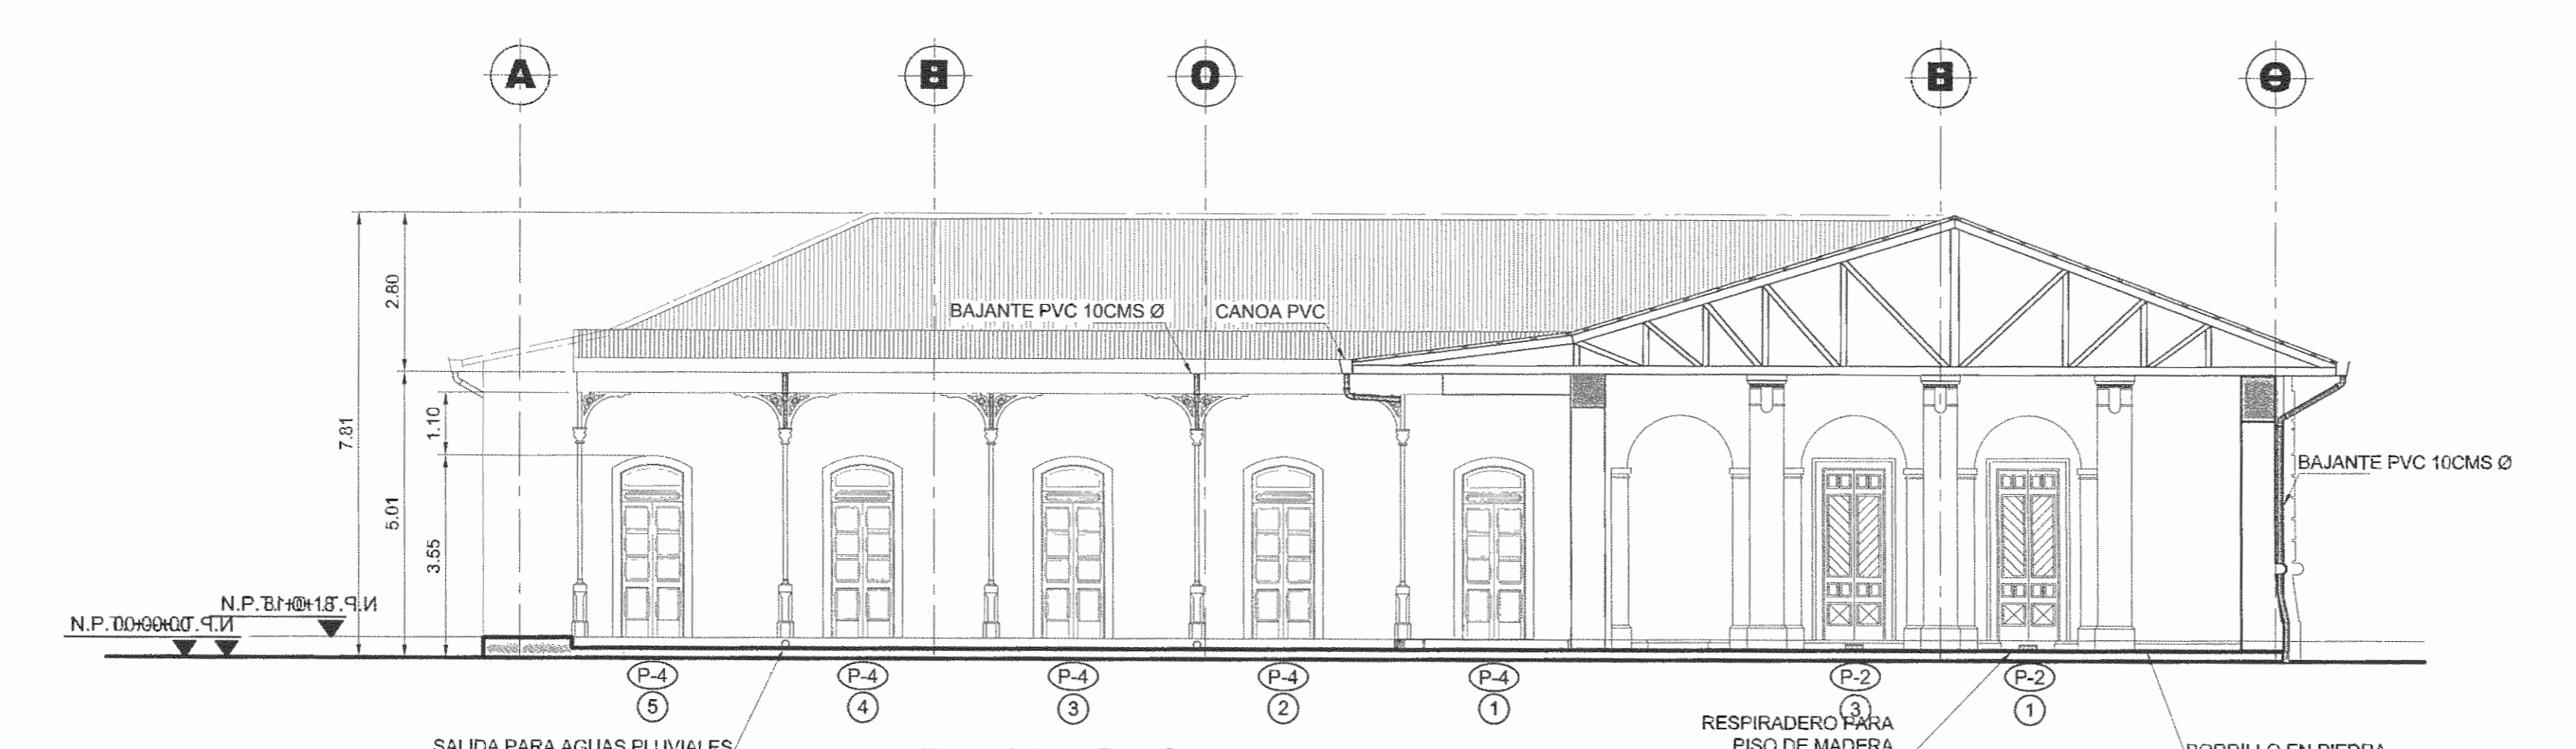 A
BAJANTE PVC 10CMS Ø
CANOA PVC
2.80
7.81
1.10
5.01
3.55
BAJANTE PVC 10CMS Ø
N.P.T.
N.P.T.
P-4
P-4
P-4
P-4
P-4
P-2
P-2
5
4
3
2
1
3
1
RESPIRADERO PARA
PISO DE MADERA
SALIDA PARA AGUAS PLUVIALES
EN PIEDRA